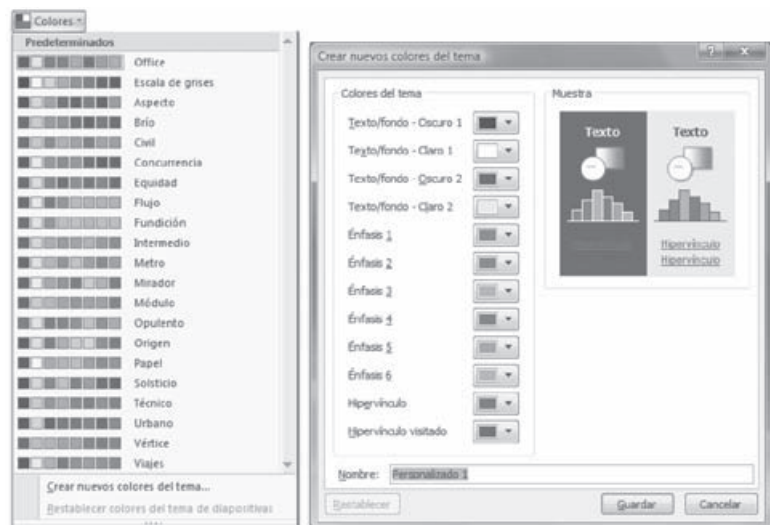 Colores
Predeterminados
Office
Escala de grises
Aspecto
Brío
Civil
Concurrencia
Equidad
Flujo
Fundición
Intermedio
Metro
Mirador
Módulo
Opulento
Origen
Papel
Solsticio
Técnico
Urbano
Vértice
Viajes
Crear nuevos colores del tema...
Restablecer colores del tema de diapositivas
Crear nuevos colores del tema
Colores del tema
Texto/fondo - Oscuro 1
Texto/fondo - Claro 1
Texto/fondo - Oscuro 2
Texto/fondo - Claro 2
Énfasis 1
Énfasis 2
Énfasis 3
Énfasis 4
Énfasis 5
Énfasis 6
Hipervínculo
Hipervínculo visitado
Muestra
Texto Texto
Hipervínculo
Hipervínculo
Nombre: Personalizado 1
Restablecer Guardar Cancelar